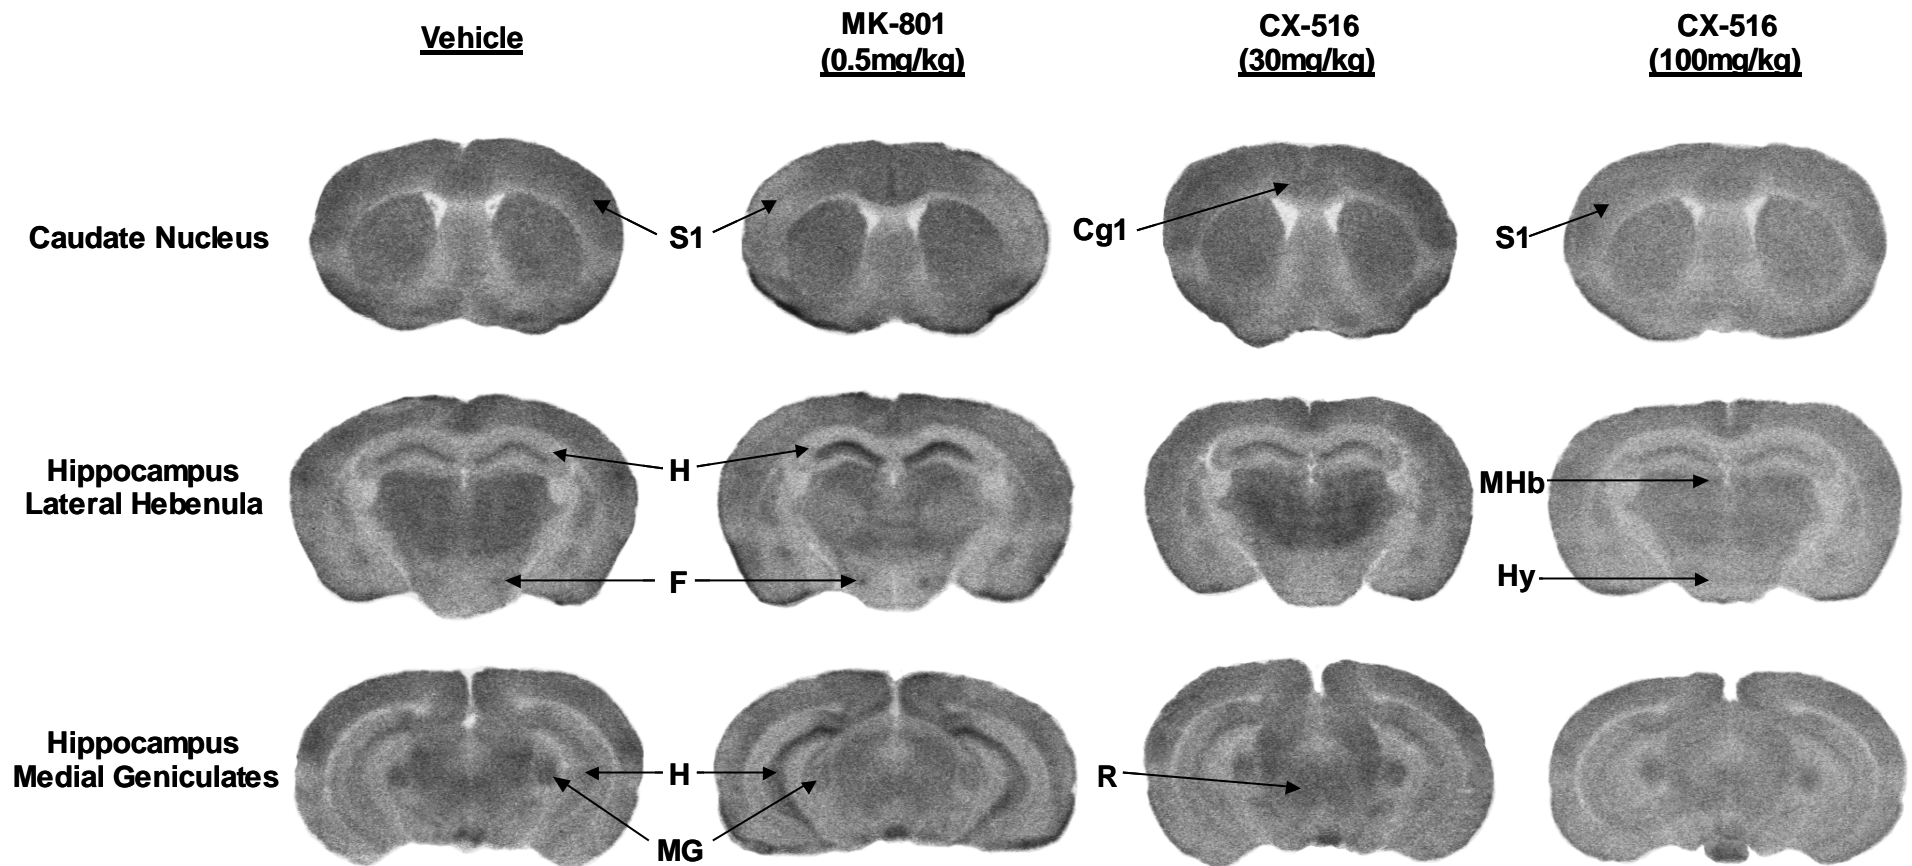 Vehicle
MK-801
(0.5mg/kg)
CX-516
(30mg/kg)
CX-516
(100mg/kg)
Caudate Nucleus
S1
Cg1
S1
Hippocampus
Lateral Hebenula
H
F
MHb
Hy
Hippocampus
Medial Geniculates
H
MG
R